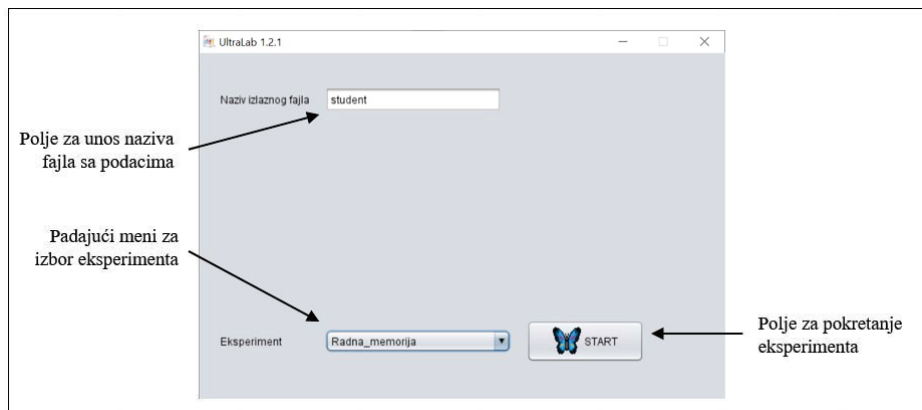 UltraLab 1.2.1
Naziv izlaznog fajla
student
Polje za unos naziva
fajla sa podacima
Padajući meni za
izbor eksperimenta
Eksperiment
Radna_memorija
START
Polje za pokretanje
eksperimenta